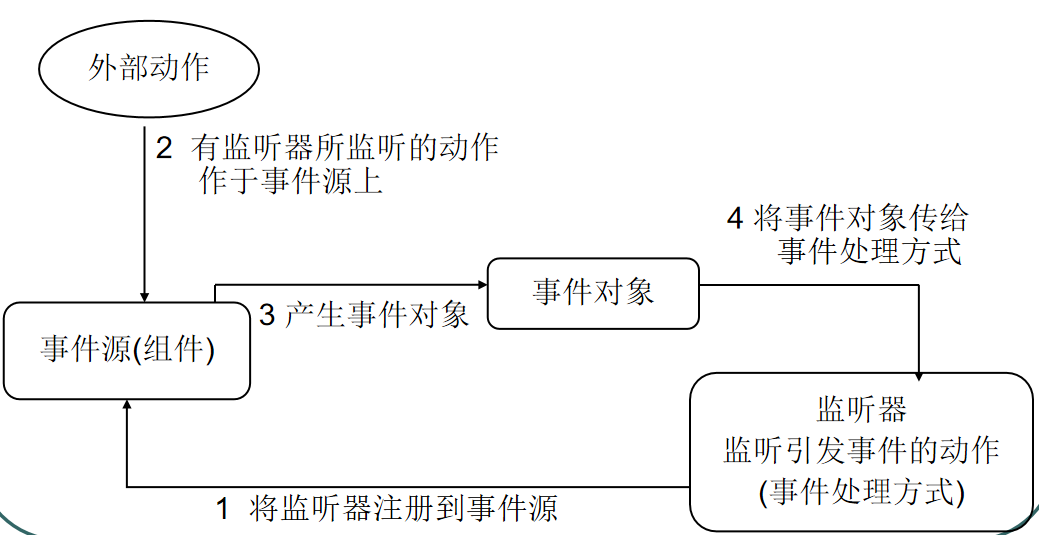 外部动作
2 有监听器所监听的动作
作于事件源上
4 将事件对象传给
事件处理方式
事件对象
3 产生事件对象
事件源(组件)
监听器
监听引发事件的动作
(事件处理方式)
1 将监听器注册到事件源